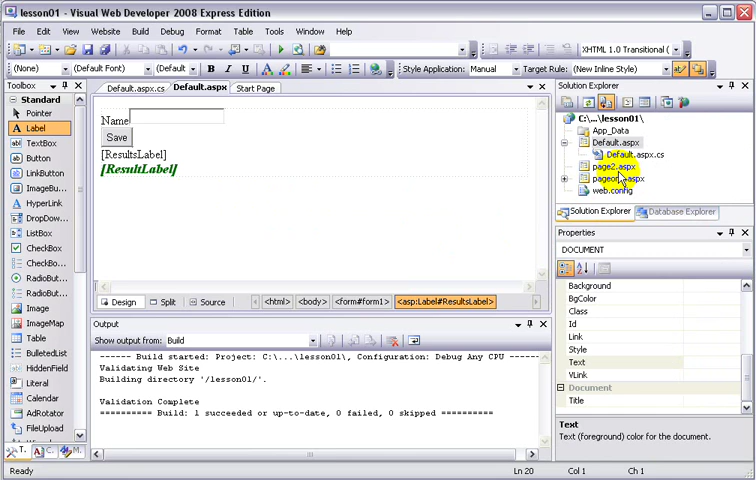 lesson01 - Visual Web Developer 2008 Express Edition
File Edit View Website Build Debug Format Table Tools Window Help
XHTML 1.0 Transitional (
(None) (Default Font) (Default B I U A Style Application: Manual Target Rule: (New Inline Style)
Toolbox
Standard
Pointer
A Label
TextBox
Button
LinkButton
ImageBu...
HyperLink
DropDow...
ListBox
CheckBox
CheckBo...
RadioBut...
RadioBut...
Image
ImageMap
Table
BulletedList
HiddenField
Literal
Calendar
AdRotator
FileUpload
T. C. M.
Default.aspx.cs Default.aspx Start Page
Name
Save
[ResultsLabel]
[ResultLabel]
Design Split Source <html> <body> <form#form1> <asp:Label#ResultsLabel>
Output
Show output from: Build
------ Build started: Project: C:\...\lesson01\, Configuration: Debug Any CPU ------
Validating Web Site
Building directory '/lesson01/'.
Validation Complete
========== Build: 1 succeeded or up-to-date, 0 failed, 0 skipped ==========
Solution Explorer
C:\...\lesson01\
App_Data
Default.aspx
Default.aspx.cs
page2.aspx
web.config
Solution Explorer Database Explorer
Properties
DOCUMENT
Background
BgColor
Class
Id
Link
Style
Text
VLink
Document
Title
Text
Text (foreground) color for the document.
Ready Ln 20 Col 1 Ch 1